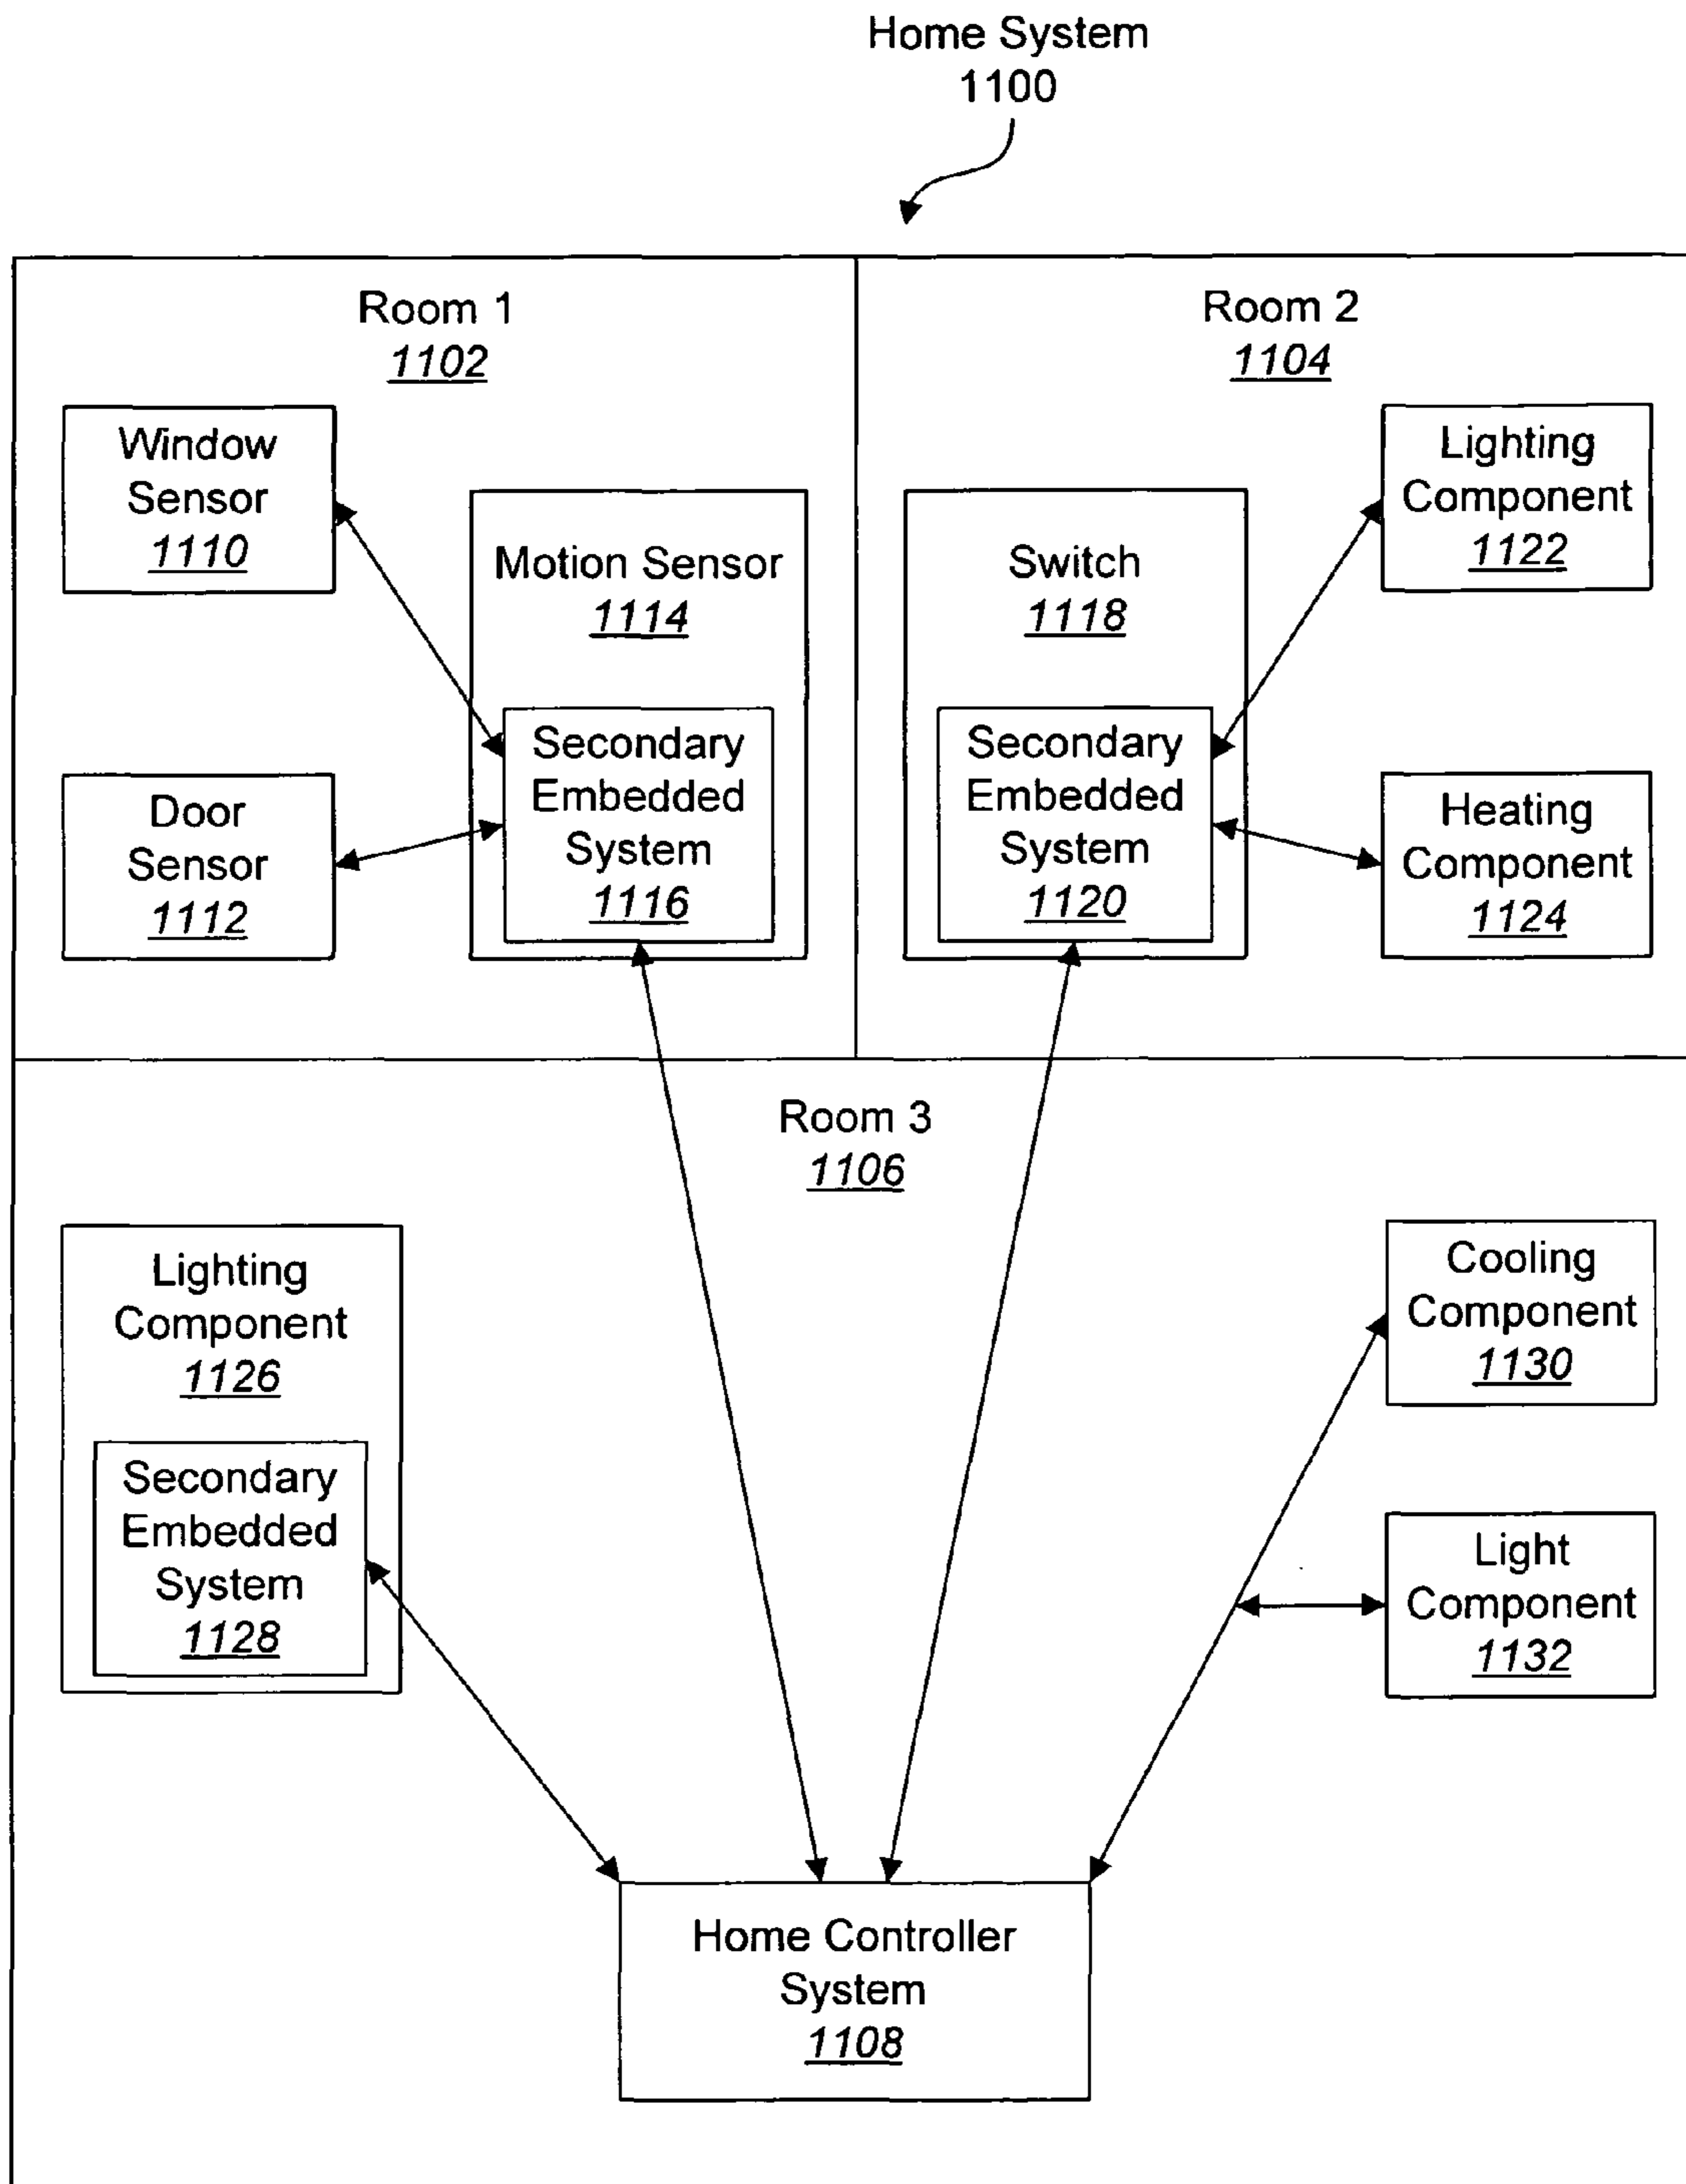 Home System
1100
Room 1
1102
Room 2
1104
Window
Sensor
1110
Motion Sensor
1114
Secondary
Embedded
System
1116
Door
Sensor
1112
Switch
1118
Secondary
Embedded
System
1120
Lighting
Component
1122
Heating
Component
1124
Room 3
1106
Lighting
Component
1126
Secondary
Embedded
System
1128
Cooling
Component
1130
Light
Component
1132
Home Controller
System
1108